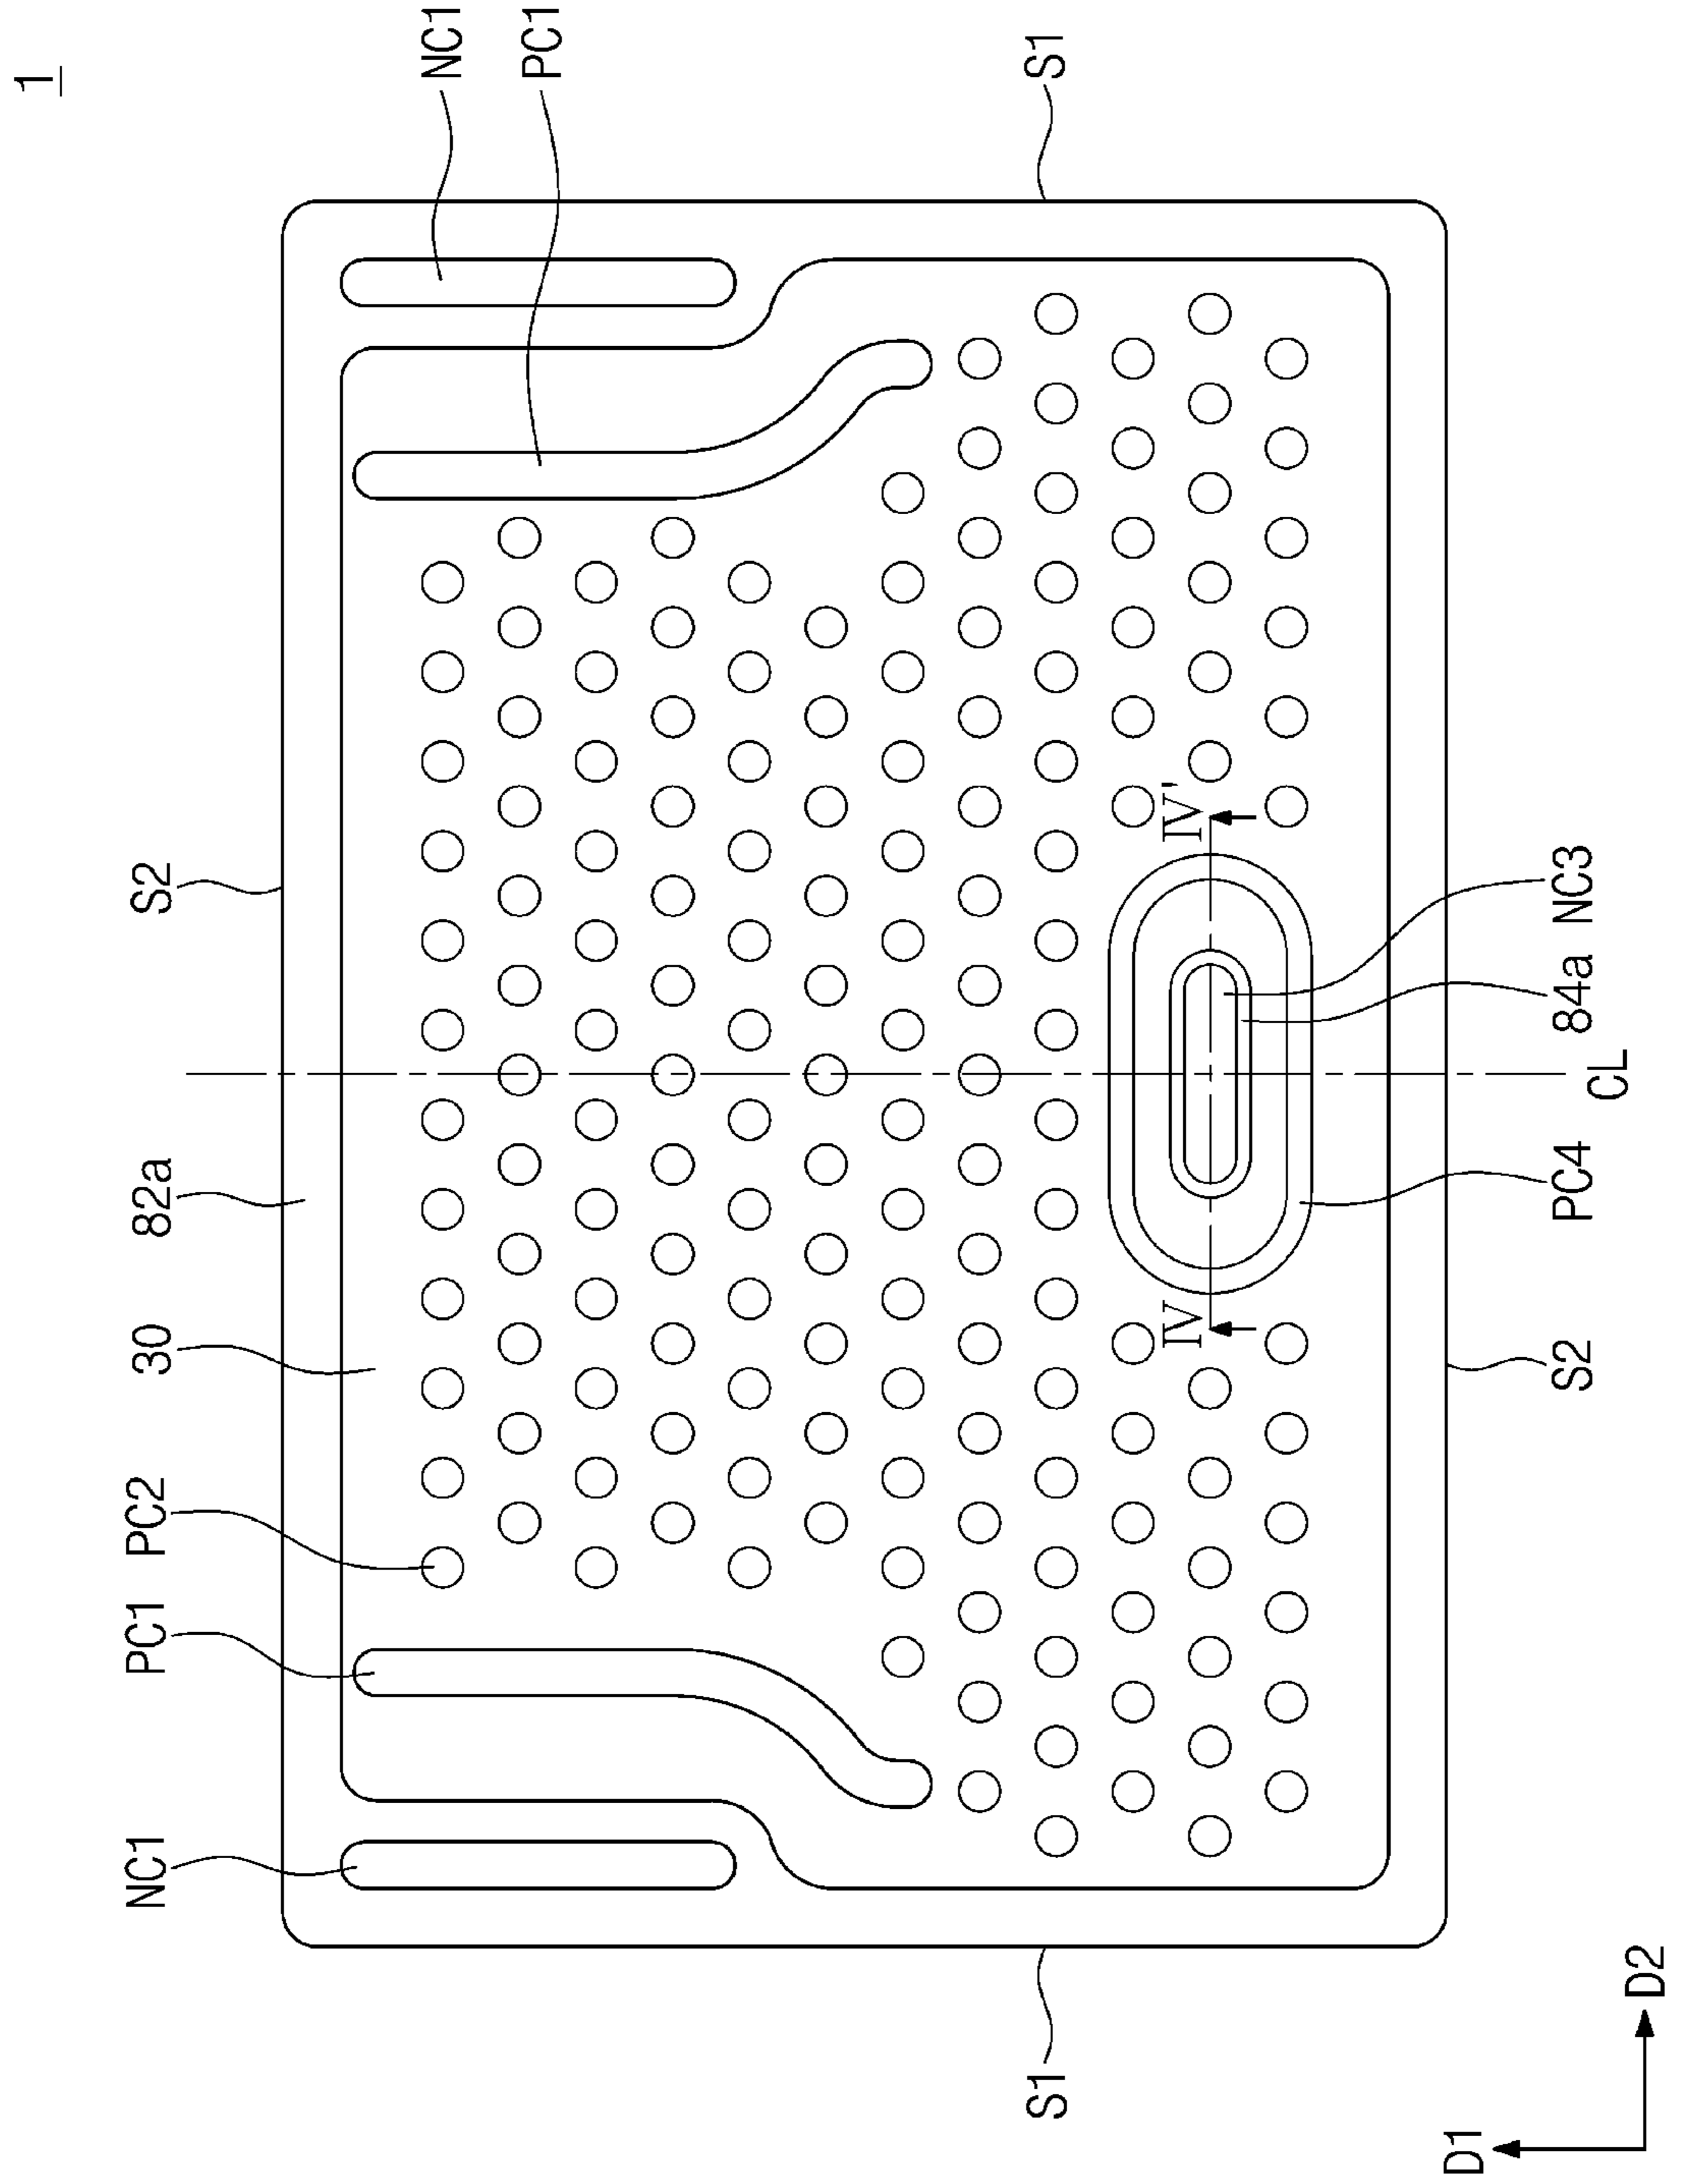 1
NC1 PC1 PC2 30 82a S2
NC1
PC1
S1 S1
IV IV'
D1
S2 PC4 84a NC3
CL
D2